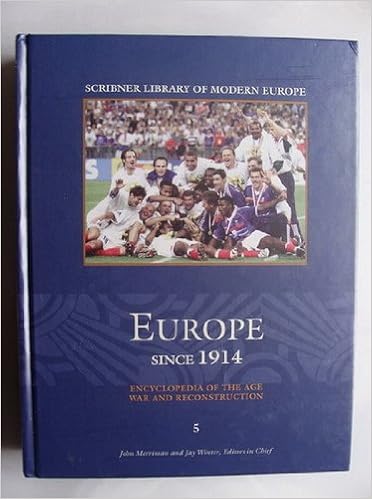 SCRIBNER LIBRARY OF MODERN EUROPE
EUROPE
SINCE 1914
ENCYCLOPEDIA OF THE AGE
WAR AND RECONSTRUCTION
5
John Merriman and Jay Winter, Editors in Chief